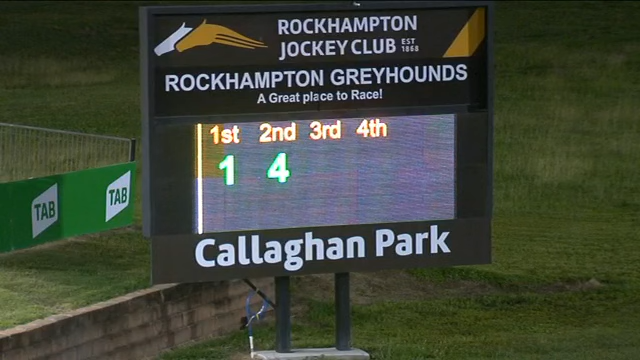 ROCKHAMPTON
JOCKEY CLUB EST 1868
ROCKHAMPTON GREYHOUNDS
A Great place to Race!
1st 2nd 3rd 4th
1 4
Callaghan Park
TAB TAB